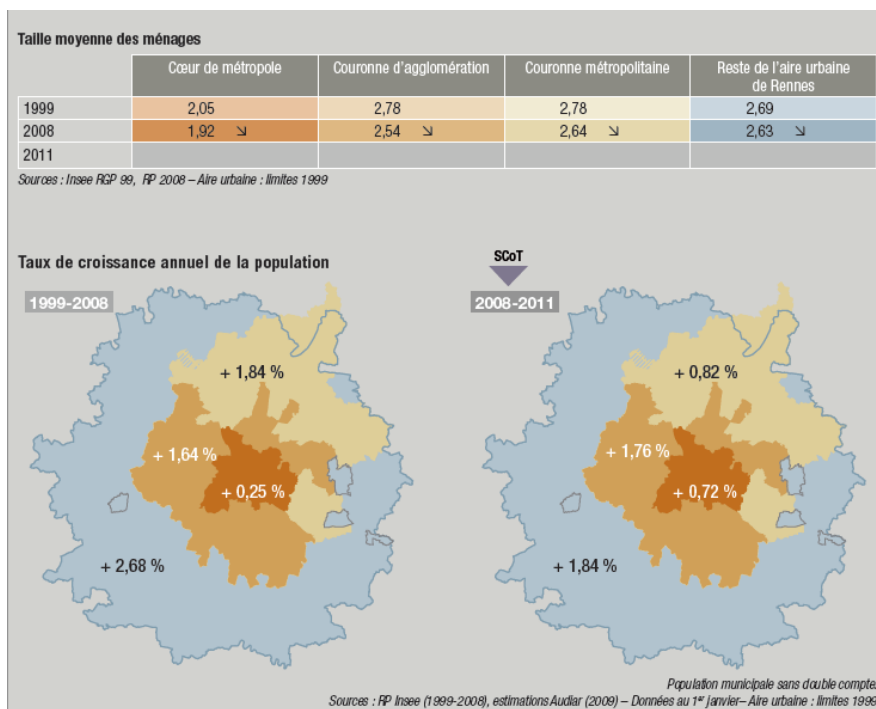 Taille moyenne des ménages
Cœur de métropole Couronne d'agglomération Couronne métropolitaine Reste de l'aire urbaine de Rennes
1999 2,05 2,78 2,78 2,69
2008 1,92 ↘ 2,54 ↘ 2,64 ↘ 2,63 ↘
2011
Sources : Insee RGP 99, RP 2008 – Aire urbaine : limites 1999
Taux de croissance annuel de la population
SCoT
1999-2008
2008-2011
+ 1,84 %
+ 0,82 %
+ 1,64 %
+ 1,76 %
+ 0,25 %
+ 0,72 %
+ 2,68 %
+ 1,84 %
Population municipale sans double compte.
Sources : RP Insee (1999-2008), estimations Audiar (2009) – Données au 1er janvier– Aire urbaine : limites 1999